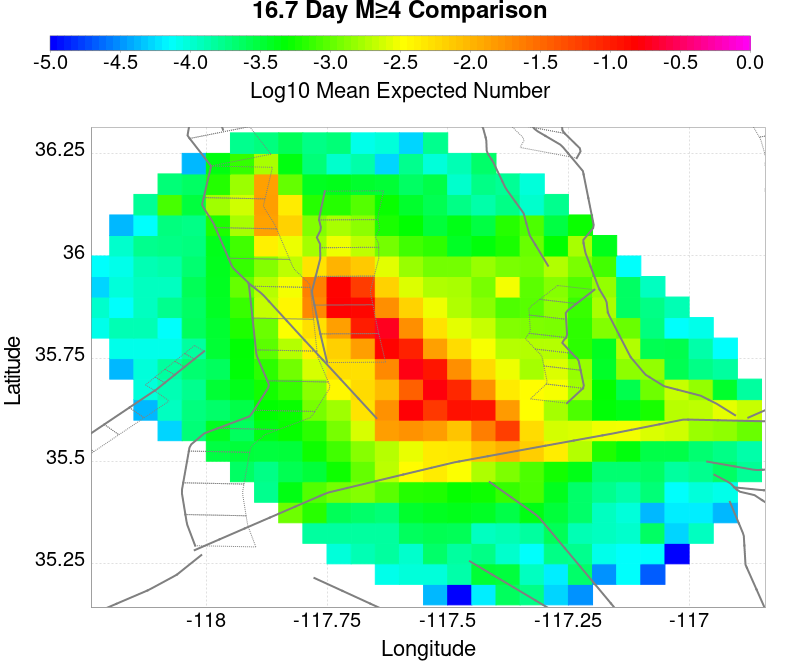 16.7 Day M≥4 Comparison
-5.0 -4.5 -4.0 -3.5 -3.0 -2.5 -2.0 -1.5 -1.0 -0.5 0.0
Log10 Mean Expected Number
36.25
36
35.75
35.5
35.25
Latitude
-118 -117.75 -117.5 -117.25 -117
Longitude